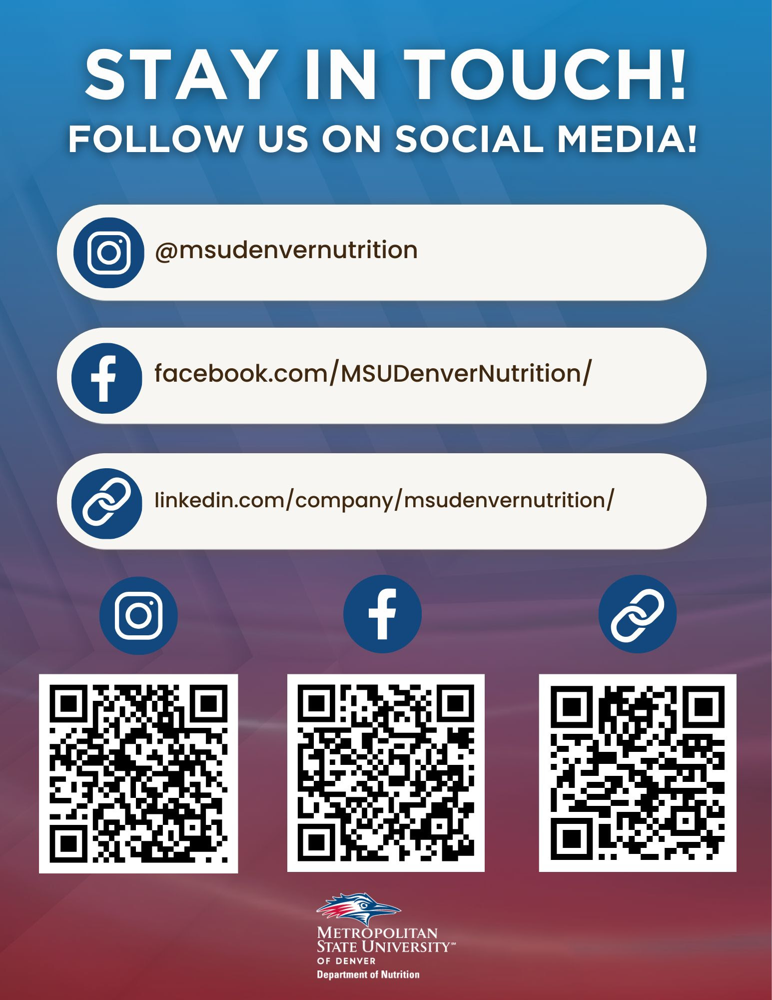 STAY IN TOUCH!
FOLLOW US ON SOCIAL MEDIA!
@msudenvernutrition
facebook.com/MSUDenverNutrition/
linkedin.com/company/msudenvernutrition/
METROPOLITAN
STATE UNIVERSITY℠
OF DENVER
Department of Nutrition